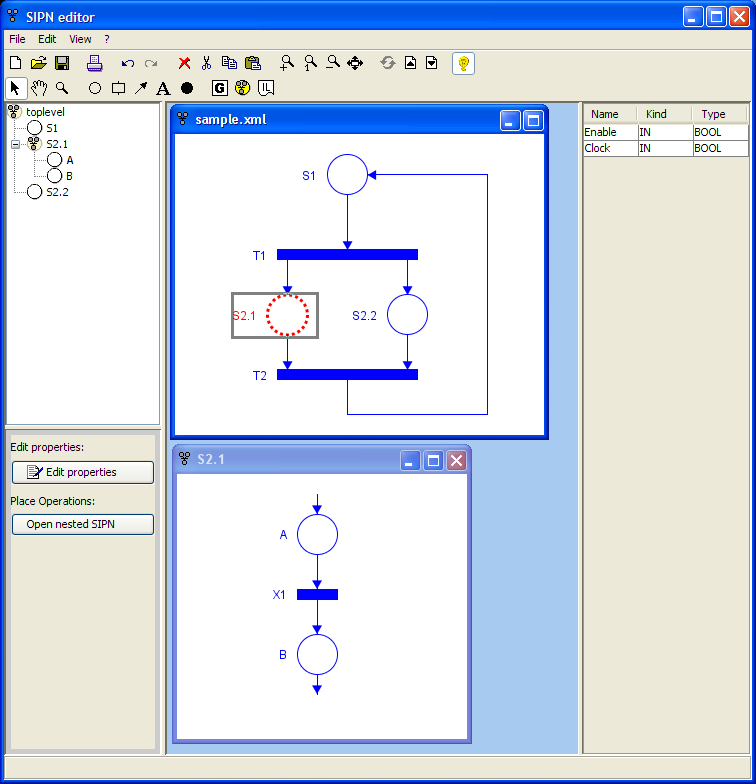 SIPN editor
File Edit View ?
A G IL
toplevel
S1
S2.1
A
B
S2.2
Edit properties:
Edit properties
Place Operations:
Open nested SIPN
sample.xml
S1
T1
S2.1 S2.2
T2
S2.1
A
X1
B
Name Kind Type
Enable IN BOOL
Clock IN BOOL